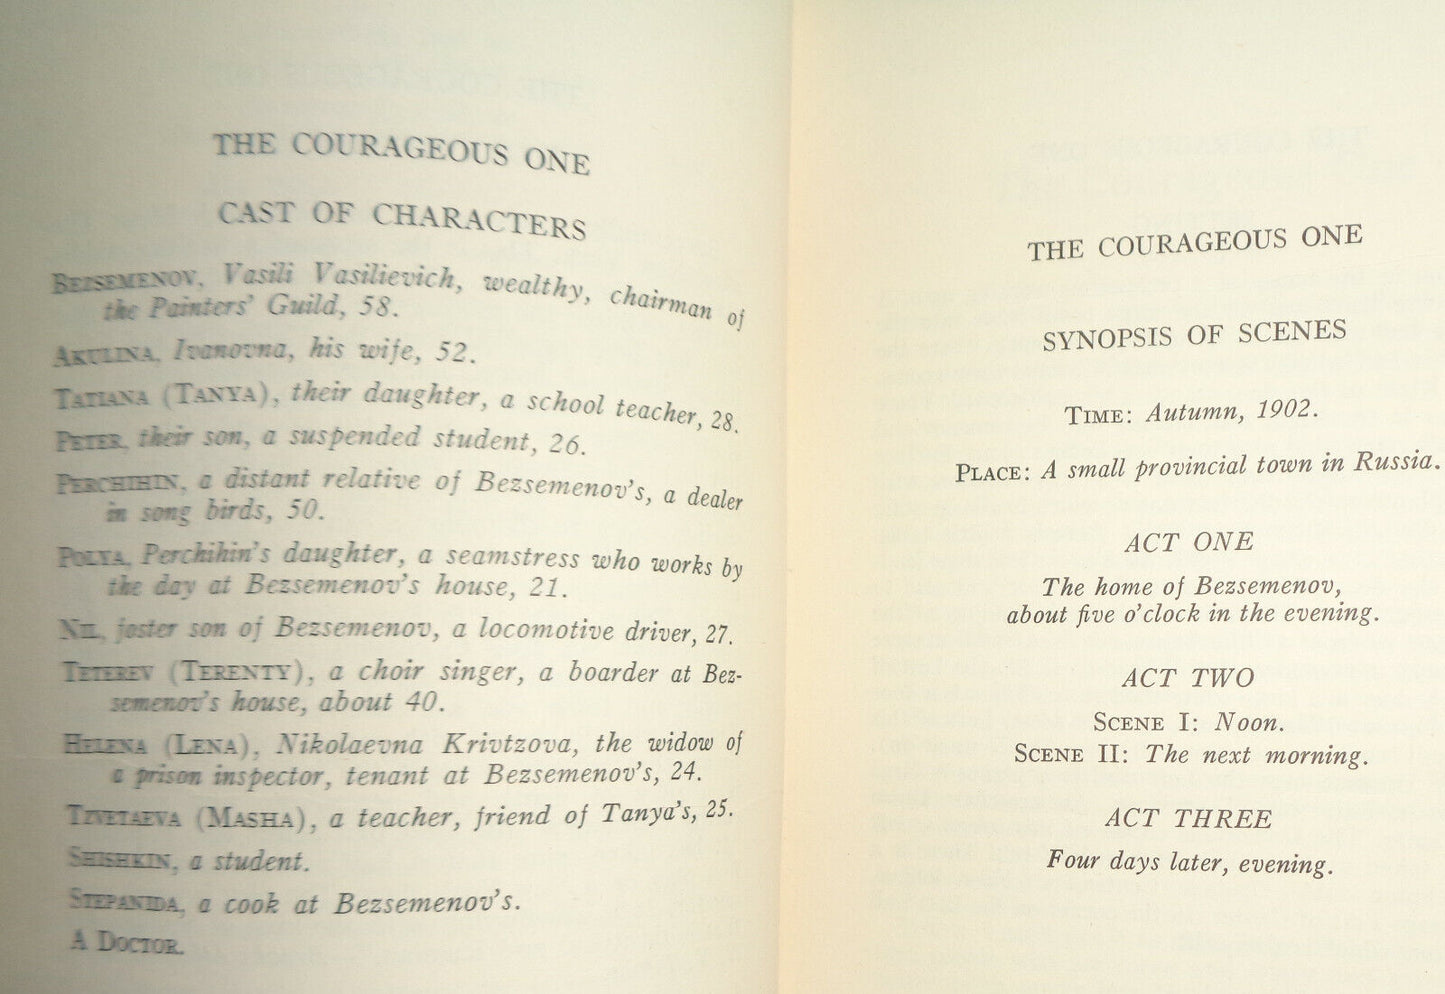 THE COURAGEOUS ONE
CAST OF CHARACTERS
BEZSEMENOV, Vasili Vasilievich, wealthy, chairman of
the Painters' Guild, 58.
AKULINA, Ivanovna, his wife, 52.
TATIANA (TANYA), their daughter, a school teacher, 28.
PETER, their son, a suspended student, 26.
PERCHIHIN, a distant relative of Bezsemenov's, a dealer
in song birds, 50.
POLYA, Perchihin's daughter, a seamstress who works by
the day at Bezsemenov's house, 21.
NIL, foster son of Bezsemenov, a locomotive driver, 27.
TETEREV (TERENTY), a choir singer, a boarder at Bez-
semenov's house, about 40.
HELENA (LENA), Nikolaevna Krivtzova, the widow of
a prison inspector, tenant at Bezsemenov's, 24.
TZVETAEVA (MASHA), a teacher, friend of Tanya's, 25.
SHISHKIN, a student.
STEPANIDA, a cook at Bezsemenov's.
A DOCTOR.
THE COURAGEOUS ONE
SYNOPSIS OF SCENES
TIME: Autumn, 1902.
PLACE: A small provincial town in Russia.
ACT ONE
The home of Bezsemenov,
about five o'clock in the evening.
ACT TWO
SCENE I: Noon.
SCENE II: The next morning.
ACT THREE
Four days later, evening.